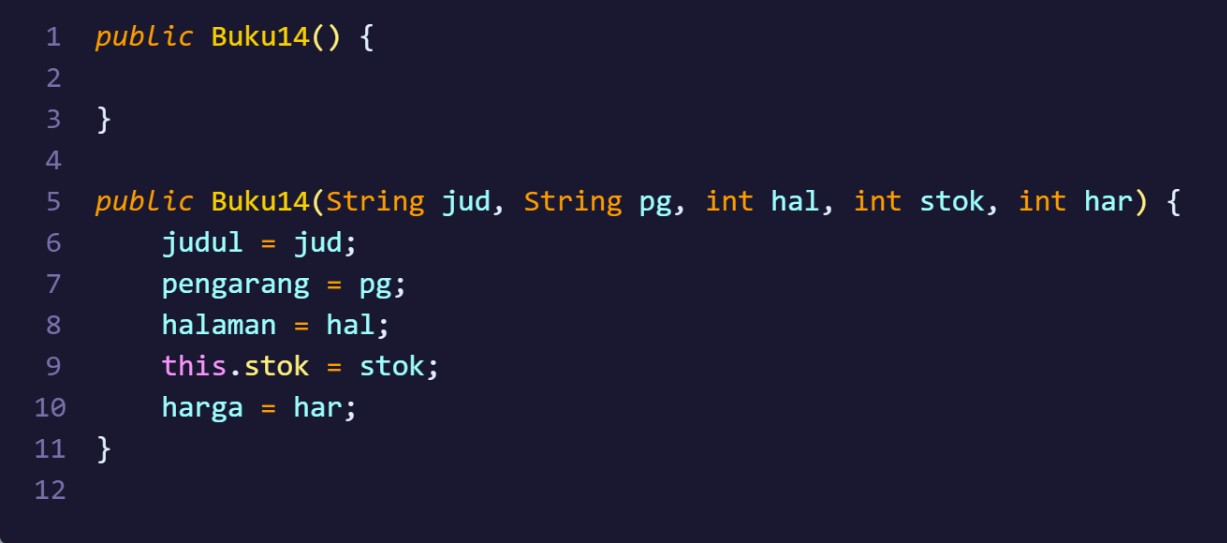 1 public Buku14() {
2
3 }
4
5 public Buku14(String jud, String pg, int hal, int stok, int har) {
6     judul = jud;
7     pengarang = pg;
8     halaman = hal;
9     this.stok = stok;
10     harga = har;
11 }
12